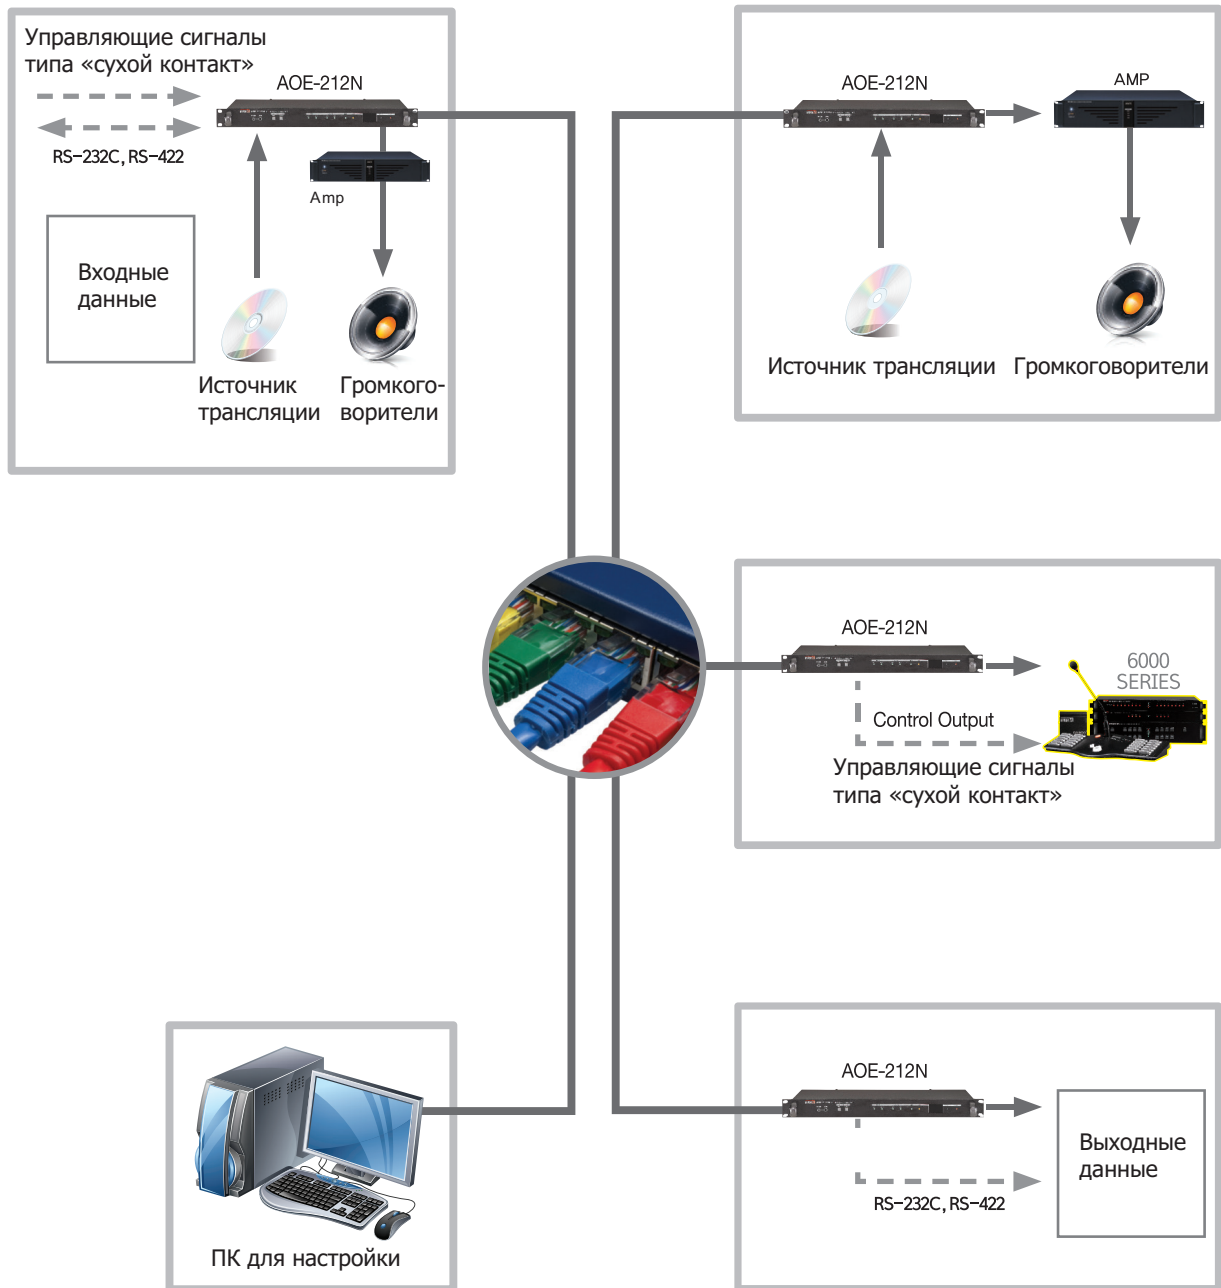 Управляющие сигналы
типа «сухой контакт»
AOE-212N
RS-232C, RS-422
Amp
Входные
данные
Источник
трансляции
Громкого-
ворители
AOE-212N
AMP
Источник трансляции
Громкоговорители
AOE-212N
6000
SERIES
Control Output
Управляющие сигналы
типа «сухой контакт»
ПК для настройки
AOE-212N
Выходные
данные
RS-232C, RS-422